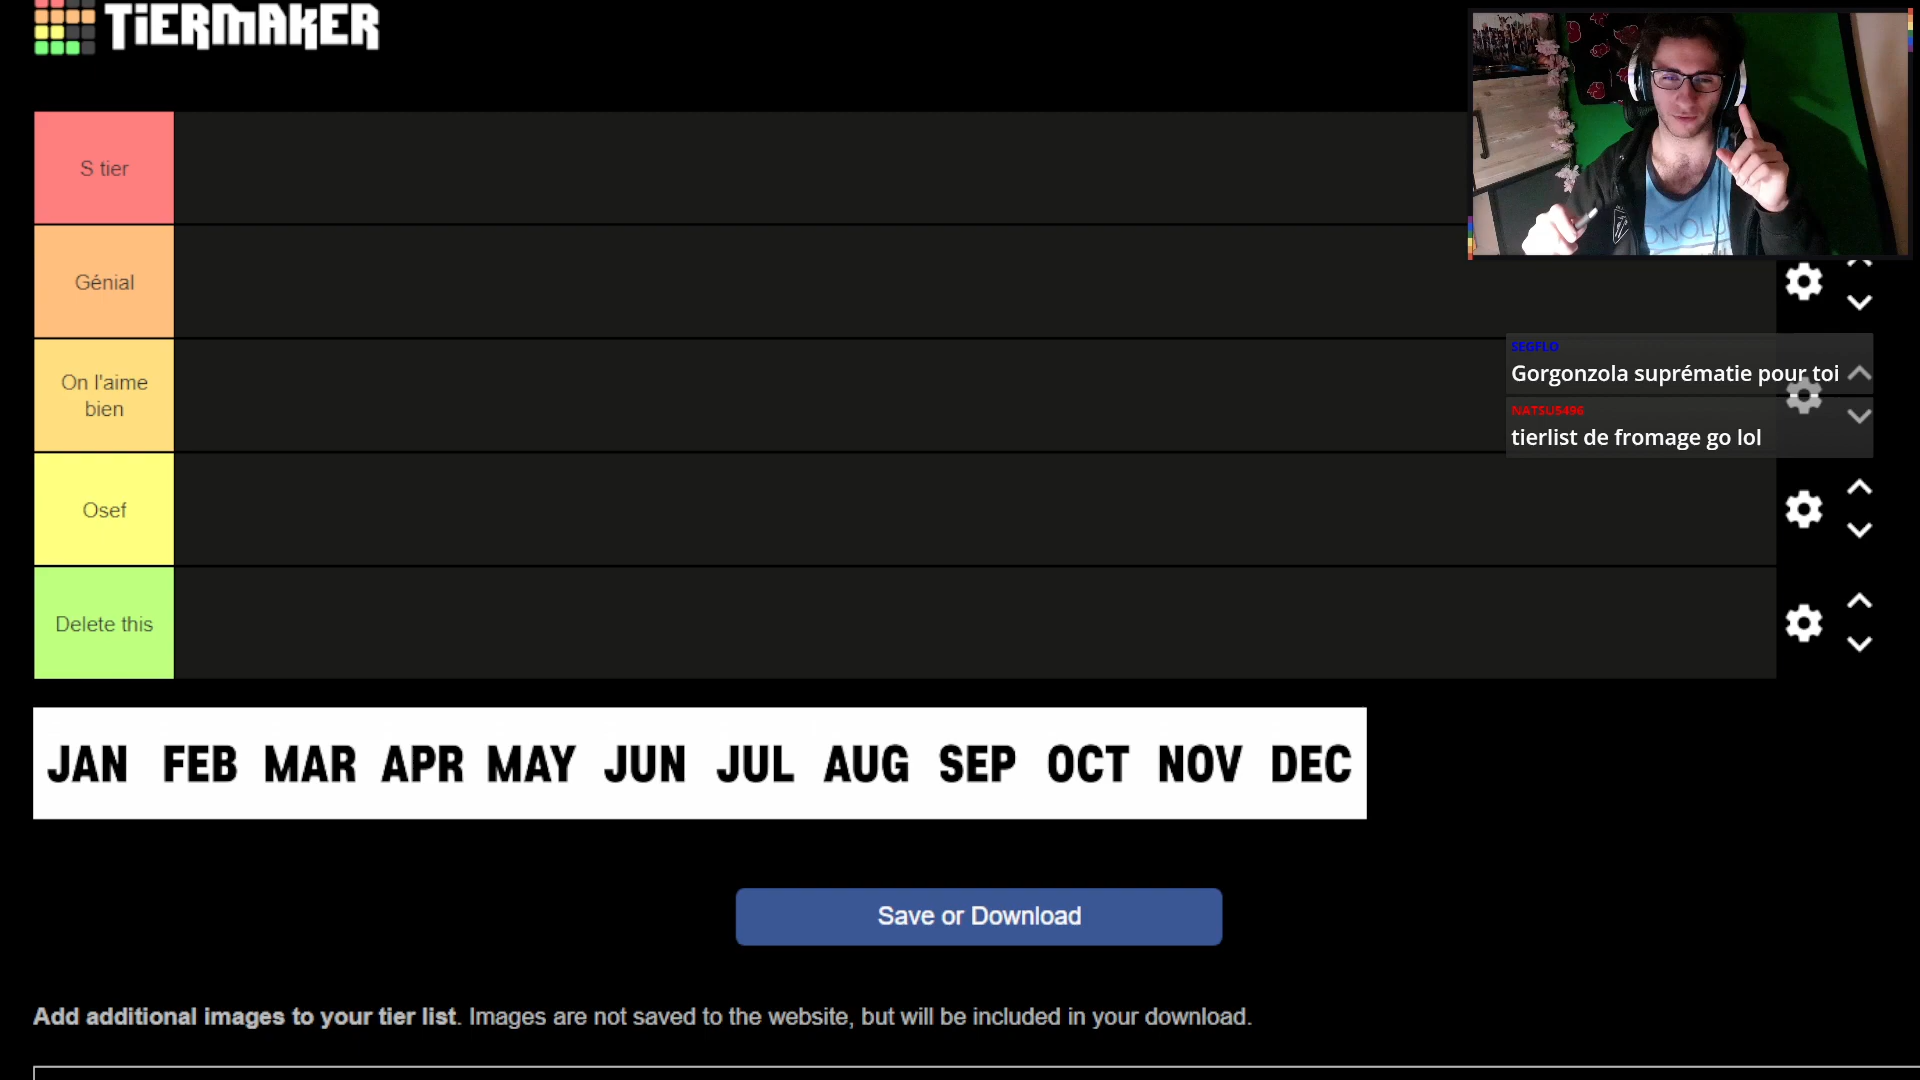 TiERMAKER
S tier
Génial
On l'aime
bien
Osef
Delete this
SEGFLO
Gorgonzola suprématie pour toi
NATSU5496
tierlist de fromage go lol
JAN FEB MAR APR MAY JUN JUL AUG SEP OCT NOV DEC
Save or Download
Add additional images to your tier list. Images are not saved to the website, but will be included in your download.